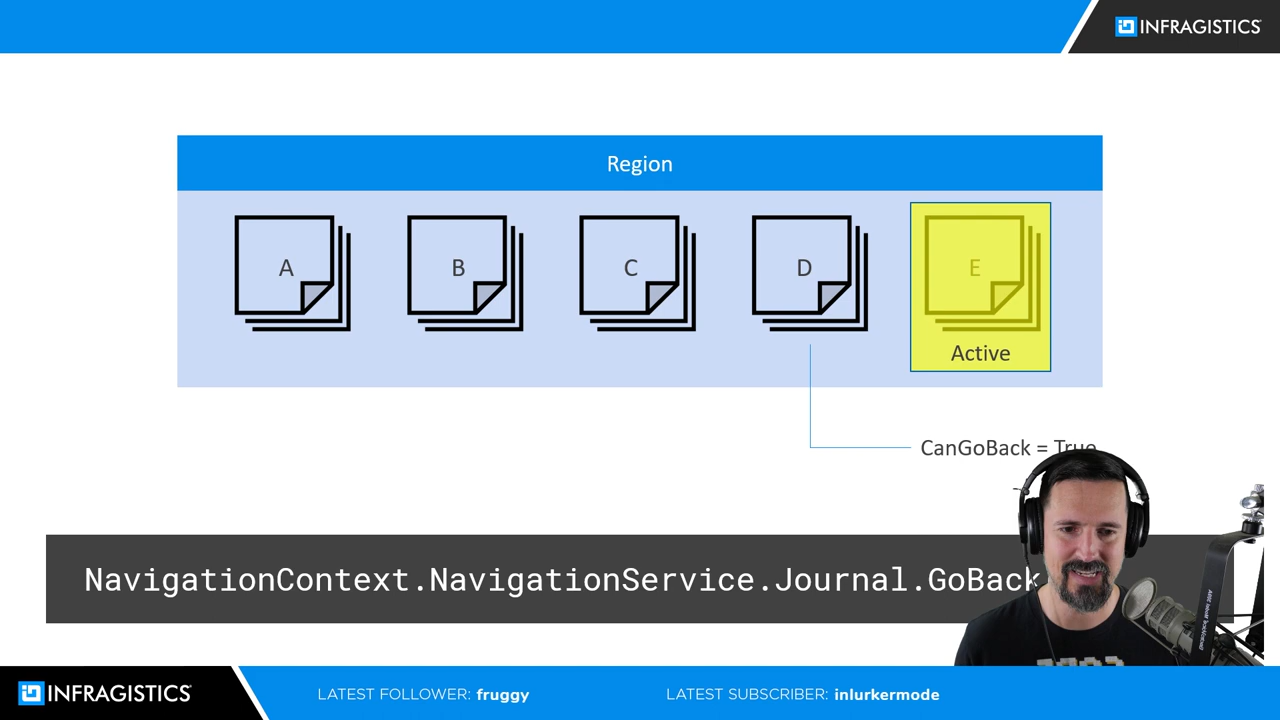 INFRAGISTICS
Region
A
B
C
D
E
Active
CanGoBack = True
NavigationContext.NavigationService.Journal.GoBack
INFRAGISTICS
LATEST FOLLOWER: fruggy
LATEST SUBSCRIBER: inlurkermode